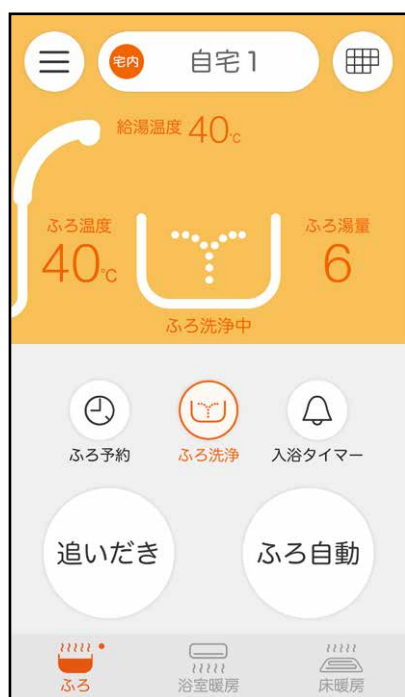 宅内 自宅1
給湯温度 40℃
ふろ温度
40℃
ふろ湯量
6
ふろ洗浄中
ふろ予約 ふろ洗浄 入浴タイマー
追いだき ふろ自動
ふろ 浴室暖房 床暖房